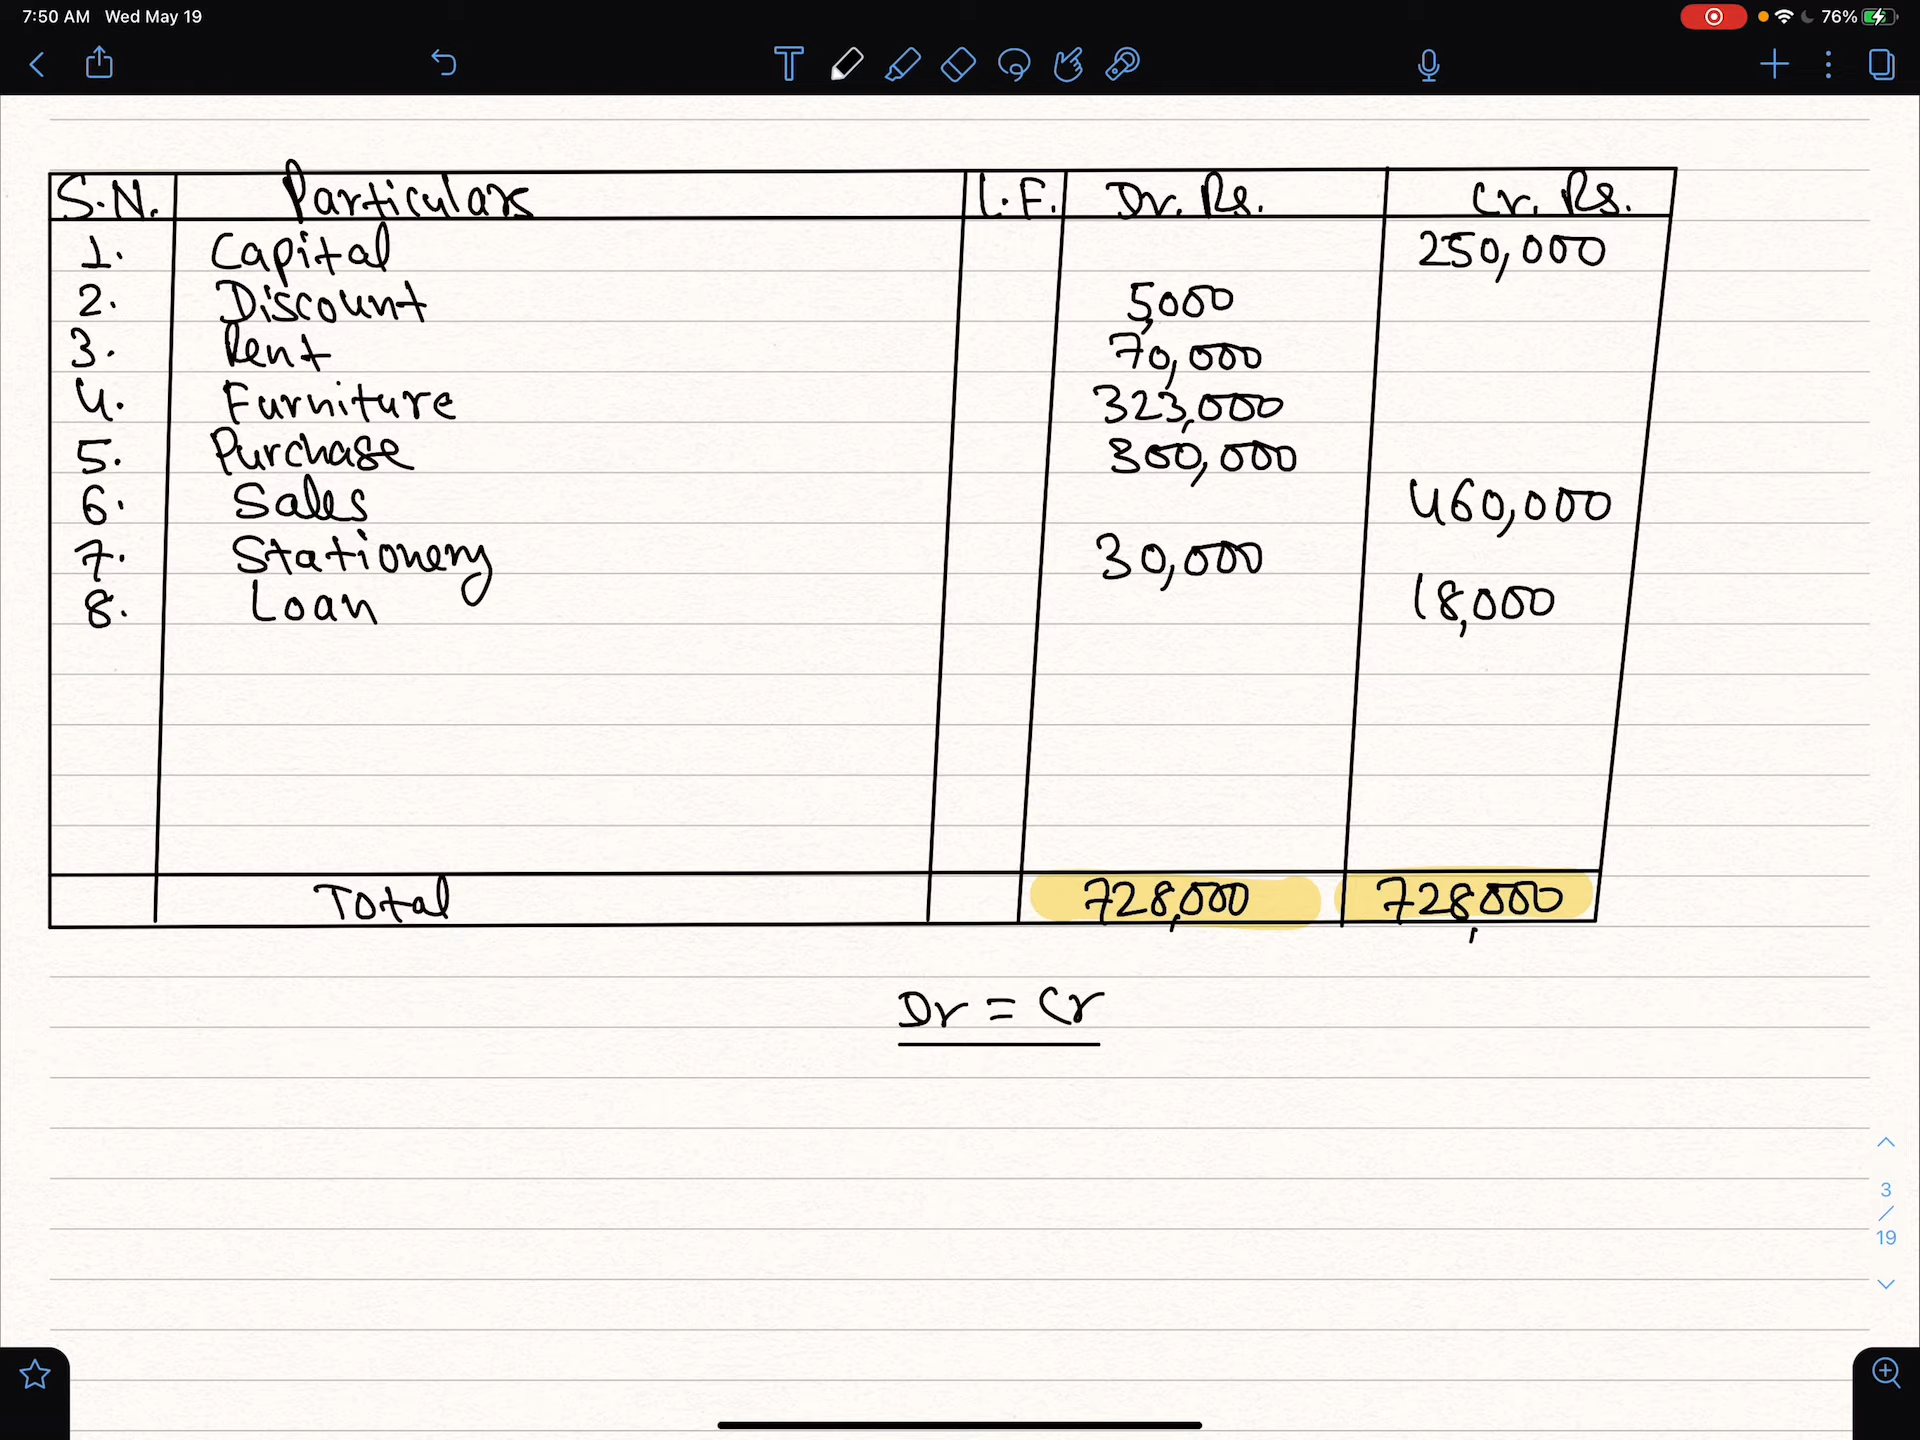 7:50 AM Wed May 19
76%
S.N. Particulars L.F. Dr. Rs. Cr. Rs.
1. Capital 250,000
2. Discount 5,000
3. Rent 70,000
4. Furniture 323,000
5. Purchase 300,000
6. Sales 460,000
7. Stationery 30,000
8. Loan 18,000
Total 728,000 728,000
Dr = Cr
3
/
19